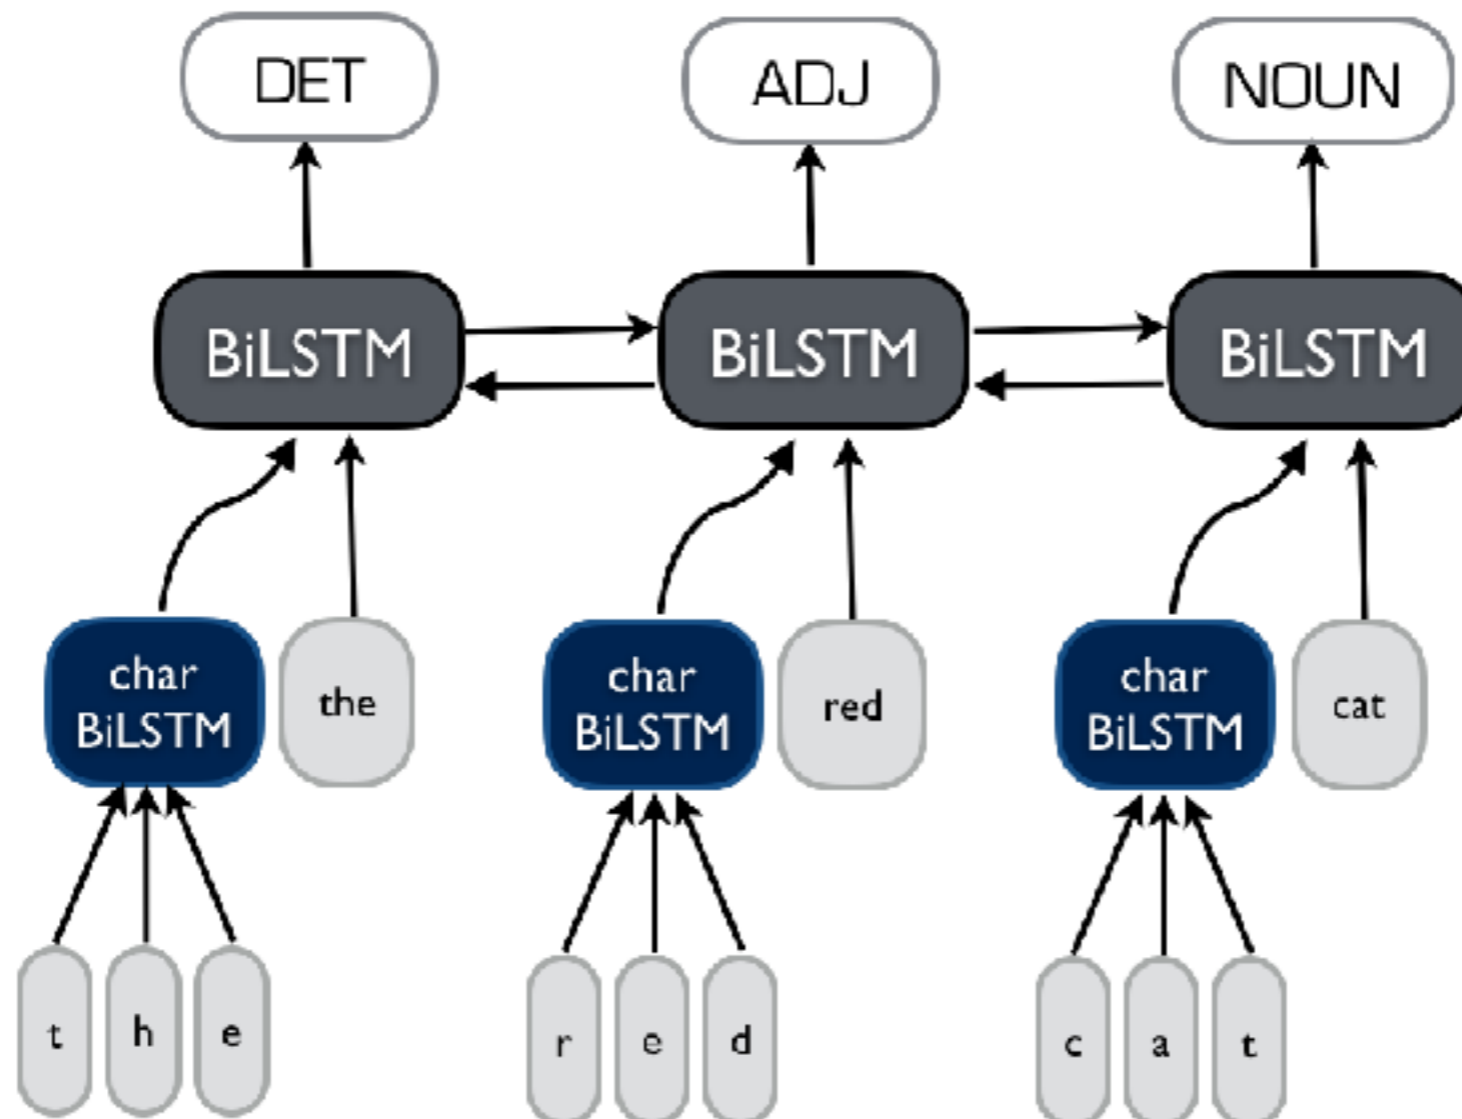 DET ADJ NOUN
BiLSTM BiLSTM BiLSTM
char BiLSTM the char BiLSTM red char BiLSTM cat
t h e r e d c a t